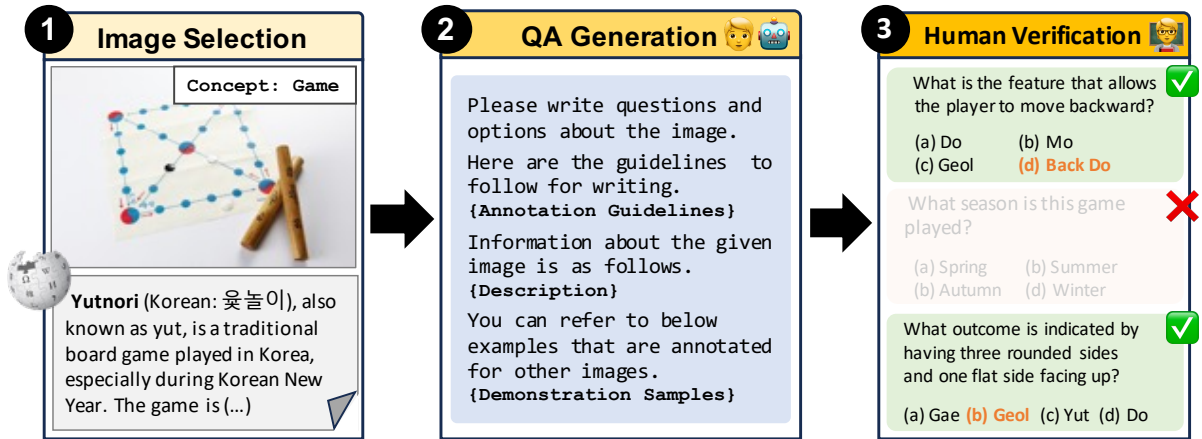 1
Image Selection
Concept: Game
Yutnori (Korean: 윷놀이), also
known as yut, is a traditional
board game played in Korea,
especially during Korean New
Year. The game is (...)
2
QA Generation
Please write questions and
options about the image.
Here are the guidelines to
follow for writing.
{Annotation Guidelines}
Information about the given
image is as follows.
{Description}
You can refer to below
examples that are annotated
for other images.
{Demonstration Samples}
3
Human Verification
What is the feature that allows
the player to move backward?
(a) Do (b) Mo
(c) Geol (d) Back Do
What season is this game
played?
(a) Spring (b) Summer
(b) Autumn (d) Winter
What outcome is indicated by
having three rounded sides
and one flat side facing up?
(a) Gae (b) Geol (c) Yut (d) Do